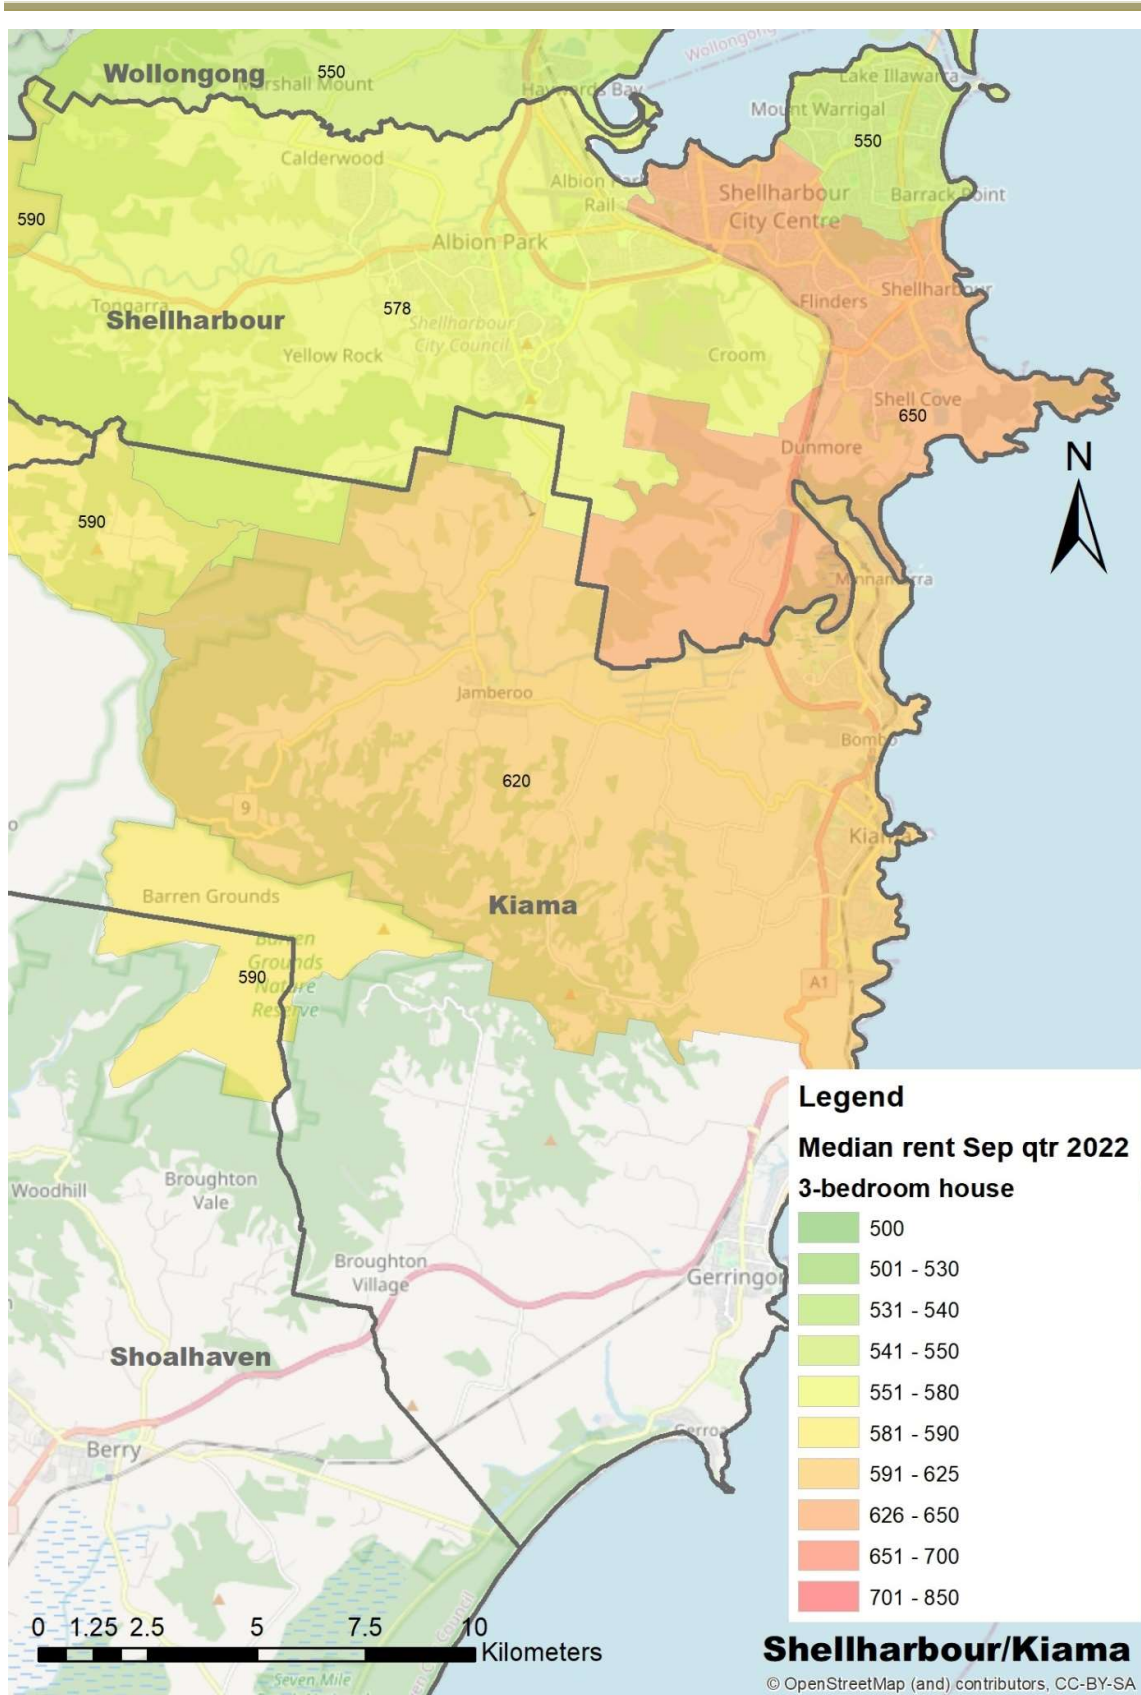 Wollongong
Wollongong
550
Marshall Mount
Haywards Bay
Lake Illawarra
Mount Warrigal
550
Calderwood
Albion Park
Rail
Shellharbour
City Centre
Barrack Point
590
Albion Park
Tongarra
578
Flinders
Shellharbour
Shellharbour
Shellharbour
City Council
Yellow Rock
Croom
Shell Cove
650
Dunmore
N
590
Minnamurra
Jamberoo
Bombo
620
9
Kiama
Barren Grounds
Kiama
Barren
Grounds
Nature
Reserve
590
A1
Woodhill
Broughton
Vale
Broughton
Village
Gerringon
Shoalhaven
Berry
Gerroa
Seven Mile
Legend
Median rent Sep qtr 2022
3-bedroom house
500
501 - 530
531 - 540
541 - 550
551 - 580
581 - 590
591 - 625
626 - 650
651 - 700
701 - 850
0 1.25 2.5 5 7.5 10
Kilometers
Shellharbour/Kiama
© OpenStreetMap (and) contributors, CC-BY-SA